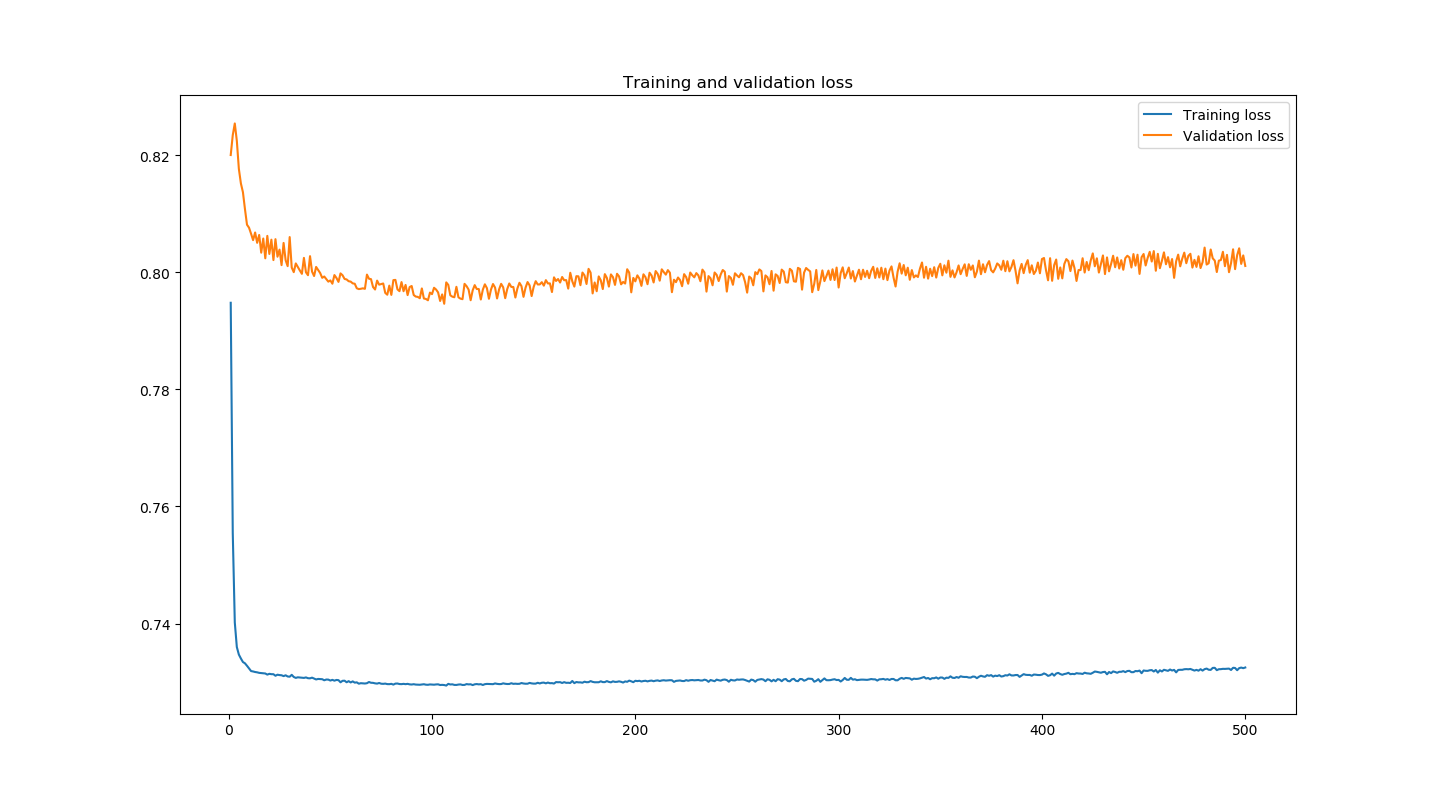 Training and validation loss
Training loss
Validation loss
0.82
0.80
0.78
0.76
0.74
0 100 200 300 400 500